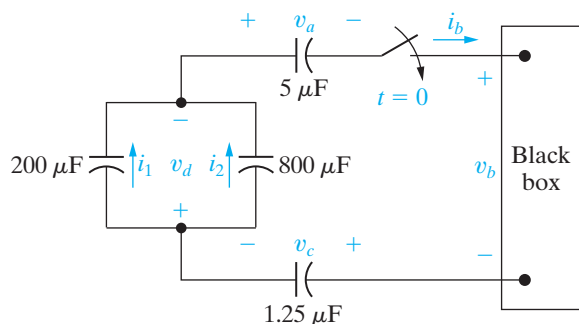 + v_a −
i_b
5 μF
t = 0
+
−
200 μF
i_1
v_d
i_2
800 μF
v_b
Black
box
+
− v_c +
−
1.25 μF